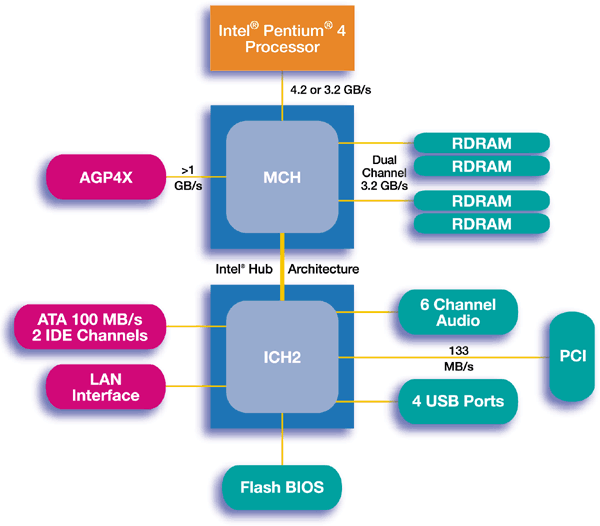 Intel® Pentium® 4
Processor
4.2 or 3.2 GB/s
MCH
AGP4X
>1
GB/s
Dual
Channel
3.2 GB/s
RDRAM
RDRAM
RDRAM
RDRAM
Intel® Hub
Architecture
ATA 100 MB/s
2 IDE Channels
LAN
Interface
ICH2
6 Channel
Audio
133
MB/s
PCI
4 USB Ports
Flash BIOS